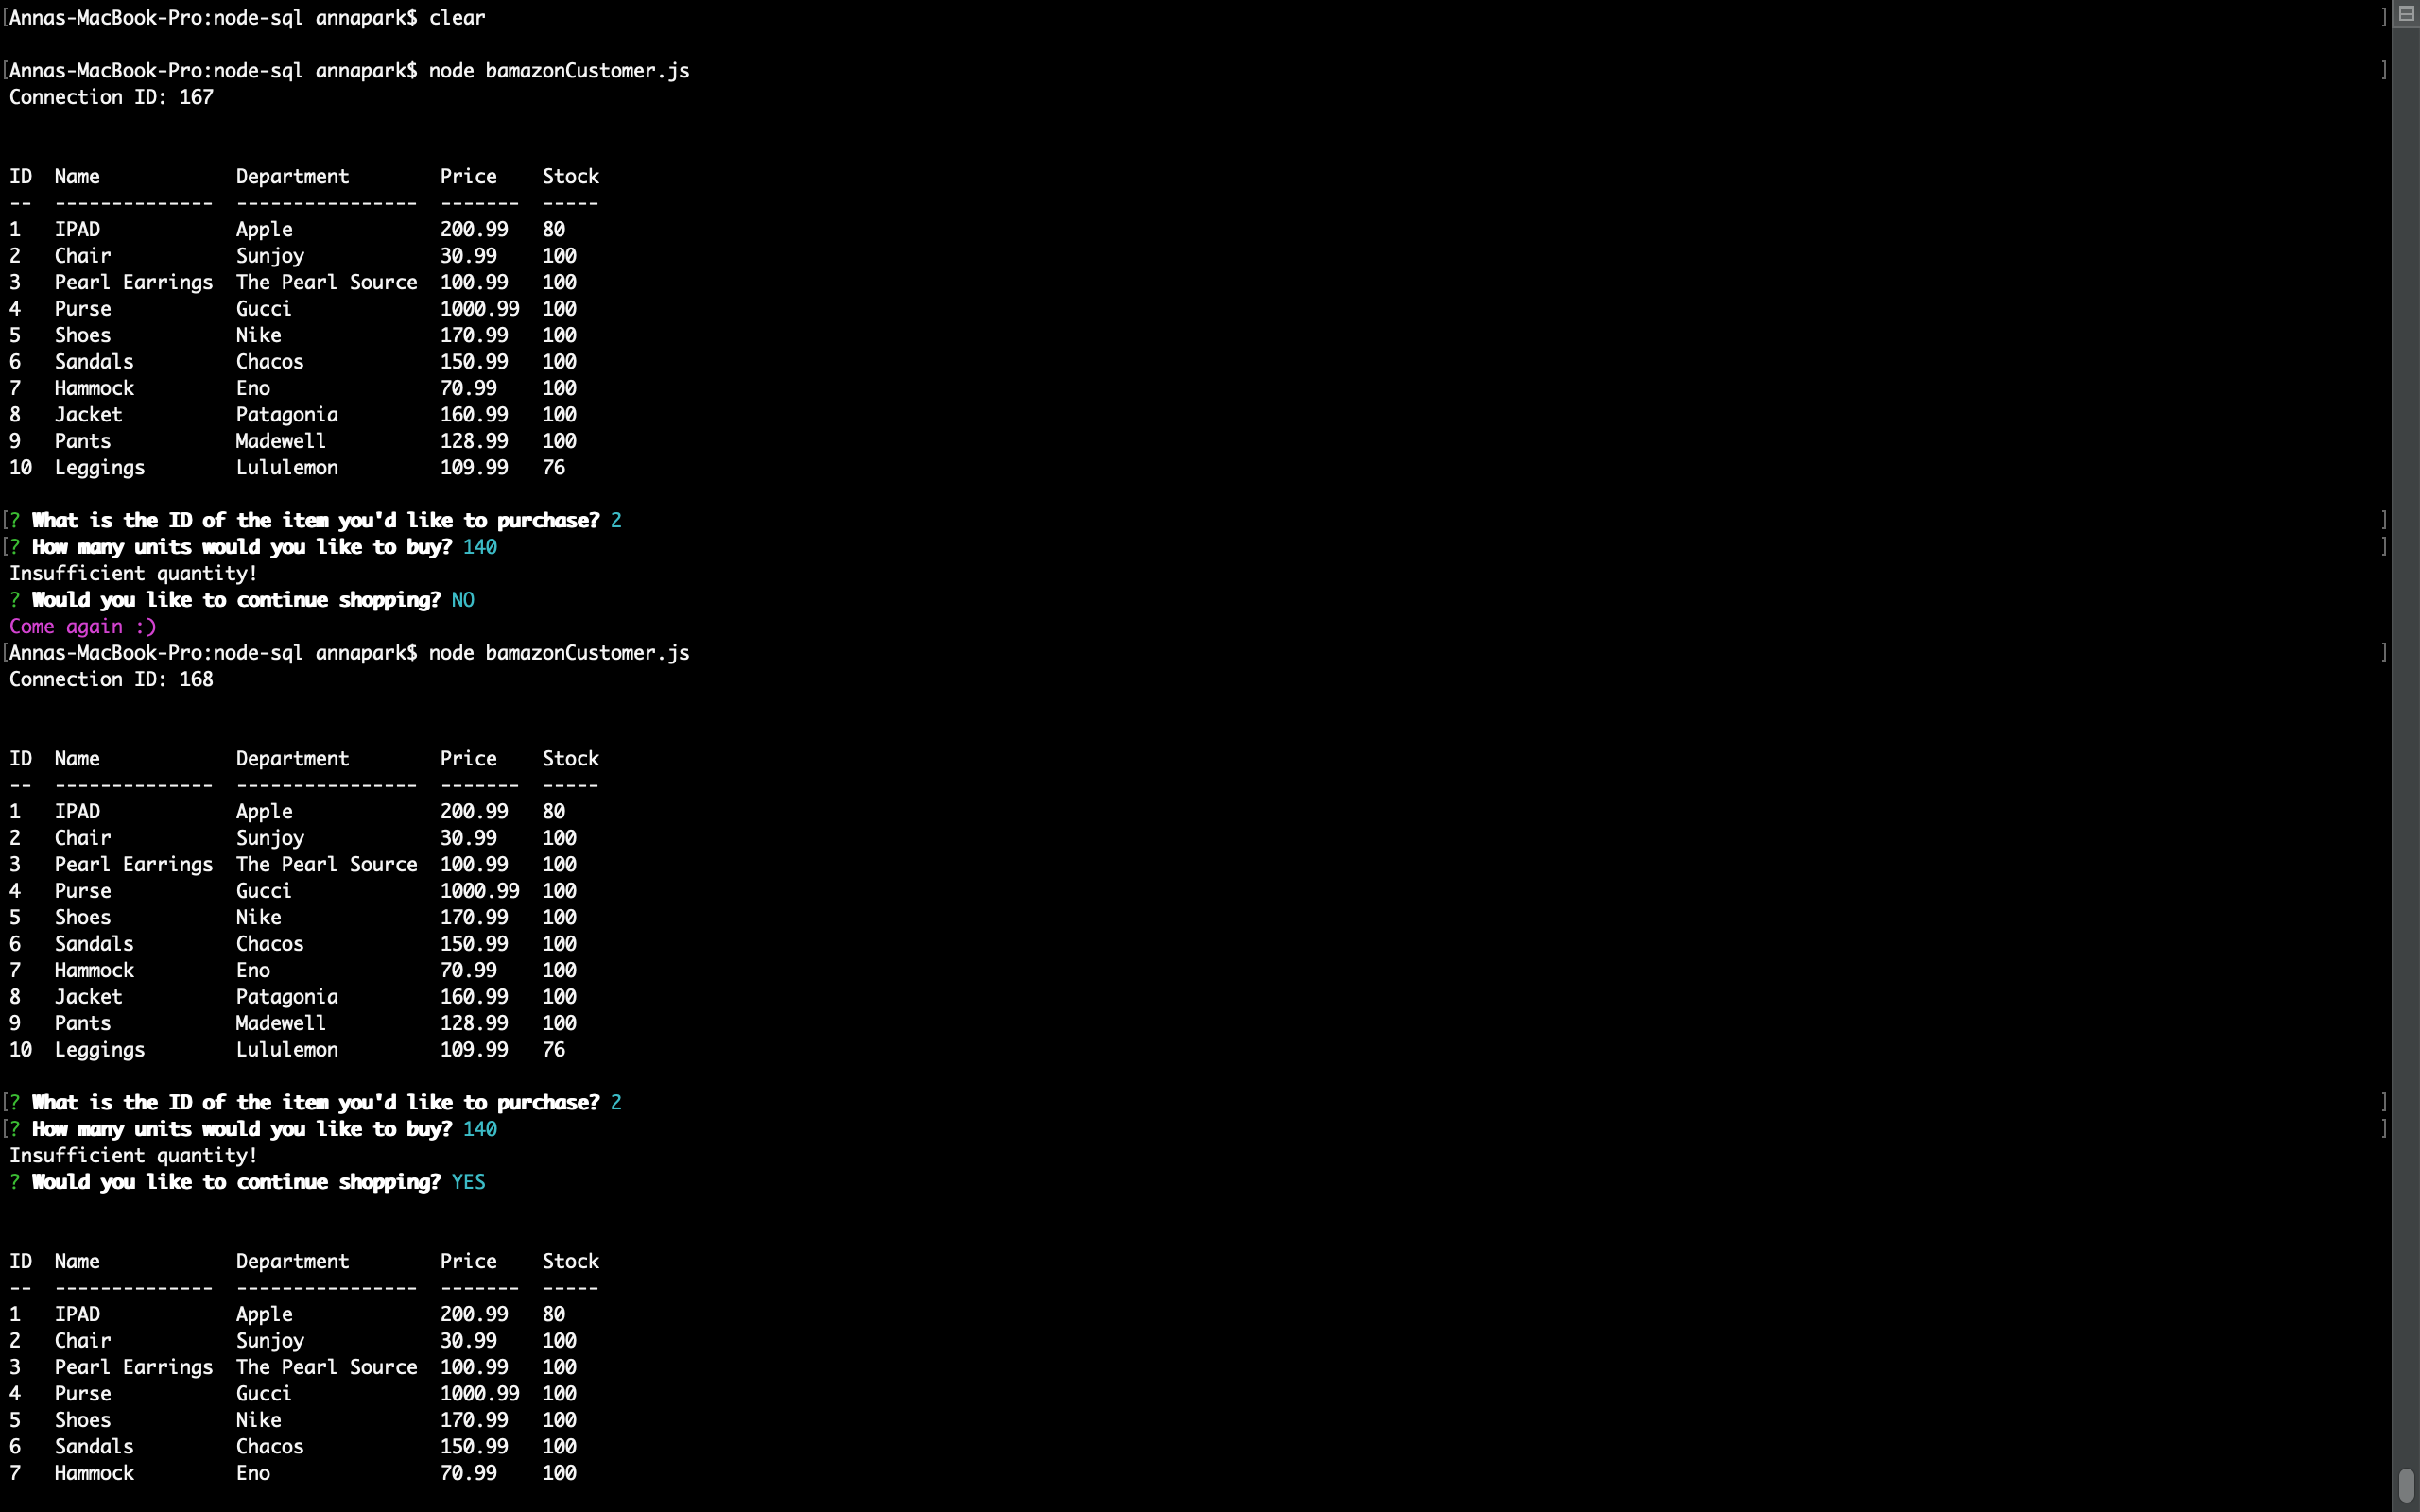 [Annas-MacBook-Pro:node-sql annapark$ clear ]
[Annas-MacBook-Pro:node-sql annapark$ node bamazonCustomer.js ]
Connection ID: 167
ID  Name            Department        Price    Stock
--  --------------  ----------------  -------  -----
1   IPAD            Apple             200.99   80
2   Chair           Sunjoy            30.99    100
3   Pearl Earrings  The Pearl Source  100.99   100
4   Purse           Gucci             1000.99  100
5   Shoes           Nike              170.99   100
6   Sandals         Chacos            150.99   100
7   Hammock         Eno               70.99    100
8   Jacket          Patagonia         160.99   100
9   Pants           Madewell          128.99   100
10  Leggings        Lululemon         109.99   76
[? What is the ID of the item you'd like to purchase? 2 ]
[? How many units would you like to buy? 140 ]
Insufficient quantity!
? Would you like to continue shopping? NO
Come again :)
[Annas-MacBook-Pro:node-sql annapark$ node bamazonCustomer.js ]
Connection ID: 168
ID  Name            Department        Price    Stock
--  --------------  ----------------  -------  -----
1   IPAD            Apple             200.99   80
2   Chair           Sunjoy            30.99    100
3   Pearl Earrings  The Pearl Source  100.99   100
4   Purse           Gucci             1000.99  100
5   Shoes           Nike              170.99   100
6   Sandals         Chacos            150.99   100
7   Hammock         Eno               70.99    100
8   Jacket          Patagonia         160.99   100
9   Pants           Madewell          128.99   100
10  Leggings        Lululemon         109.99   76
[? What is the ID of the item you'd like to purchase? 2 ]
[? How many units would you like to buy? 140 ]
Insufficient quantity!
? Would you like to continue shopping? YES
ID  Name            Department        Price    Stock
--  --------------  ----------------  -------  -----
1   IPAD            Apple             200.99   80
2   Chair           Sunjoy            30.99    100
3   Pearl Earrings  The Pearl Source  100.99   100
4   Purse           Gucci             1000.99  100
5   Shoes           Nike              170.99   100
6   Sandals         Chacos            150.99   100
7   Hammock         Eno               70.99    100